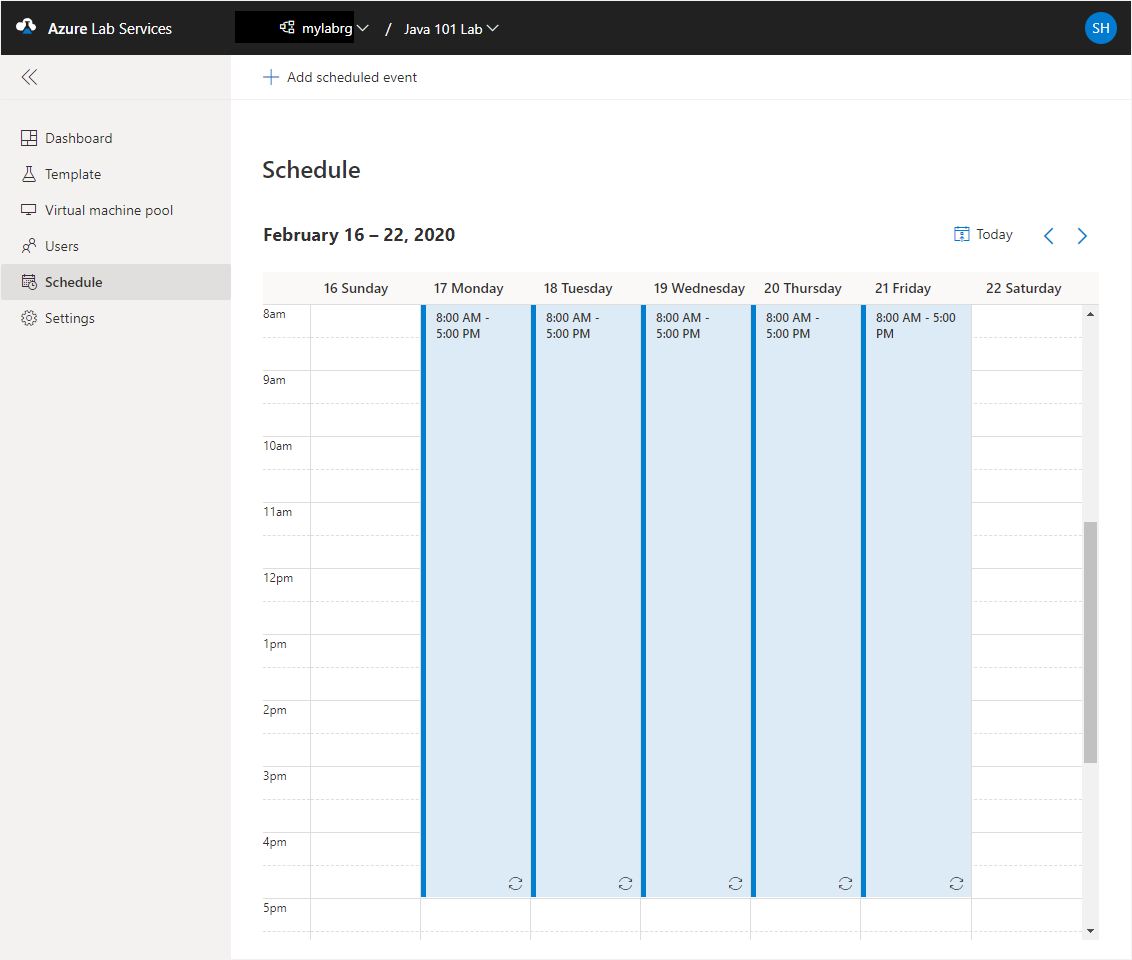 Azure Lab Services mylabrg / Java 101 Lab SH
Add scheduled event
Dashboard
Template
Virtual machine pool
Users
Schedule
Settings
Schedule
February 16 – 22, 2020 Today
16 Sunday 17 Monday 18 Tuesday 19 Wednesday 20 Thursday 21 Friday 22 Saturday
8am
8:00 AM -
5:00 PM
8:00 AM -
5:00 PM
8:00 AM -
5:00 PM
8:00 AM -
5:00 PM
8:00 AM - 5:00
PM
9am
10am
11am
12pm
1pm
2pm
3pm
4pm
5pm